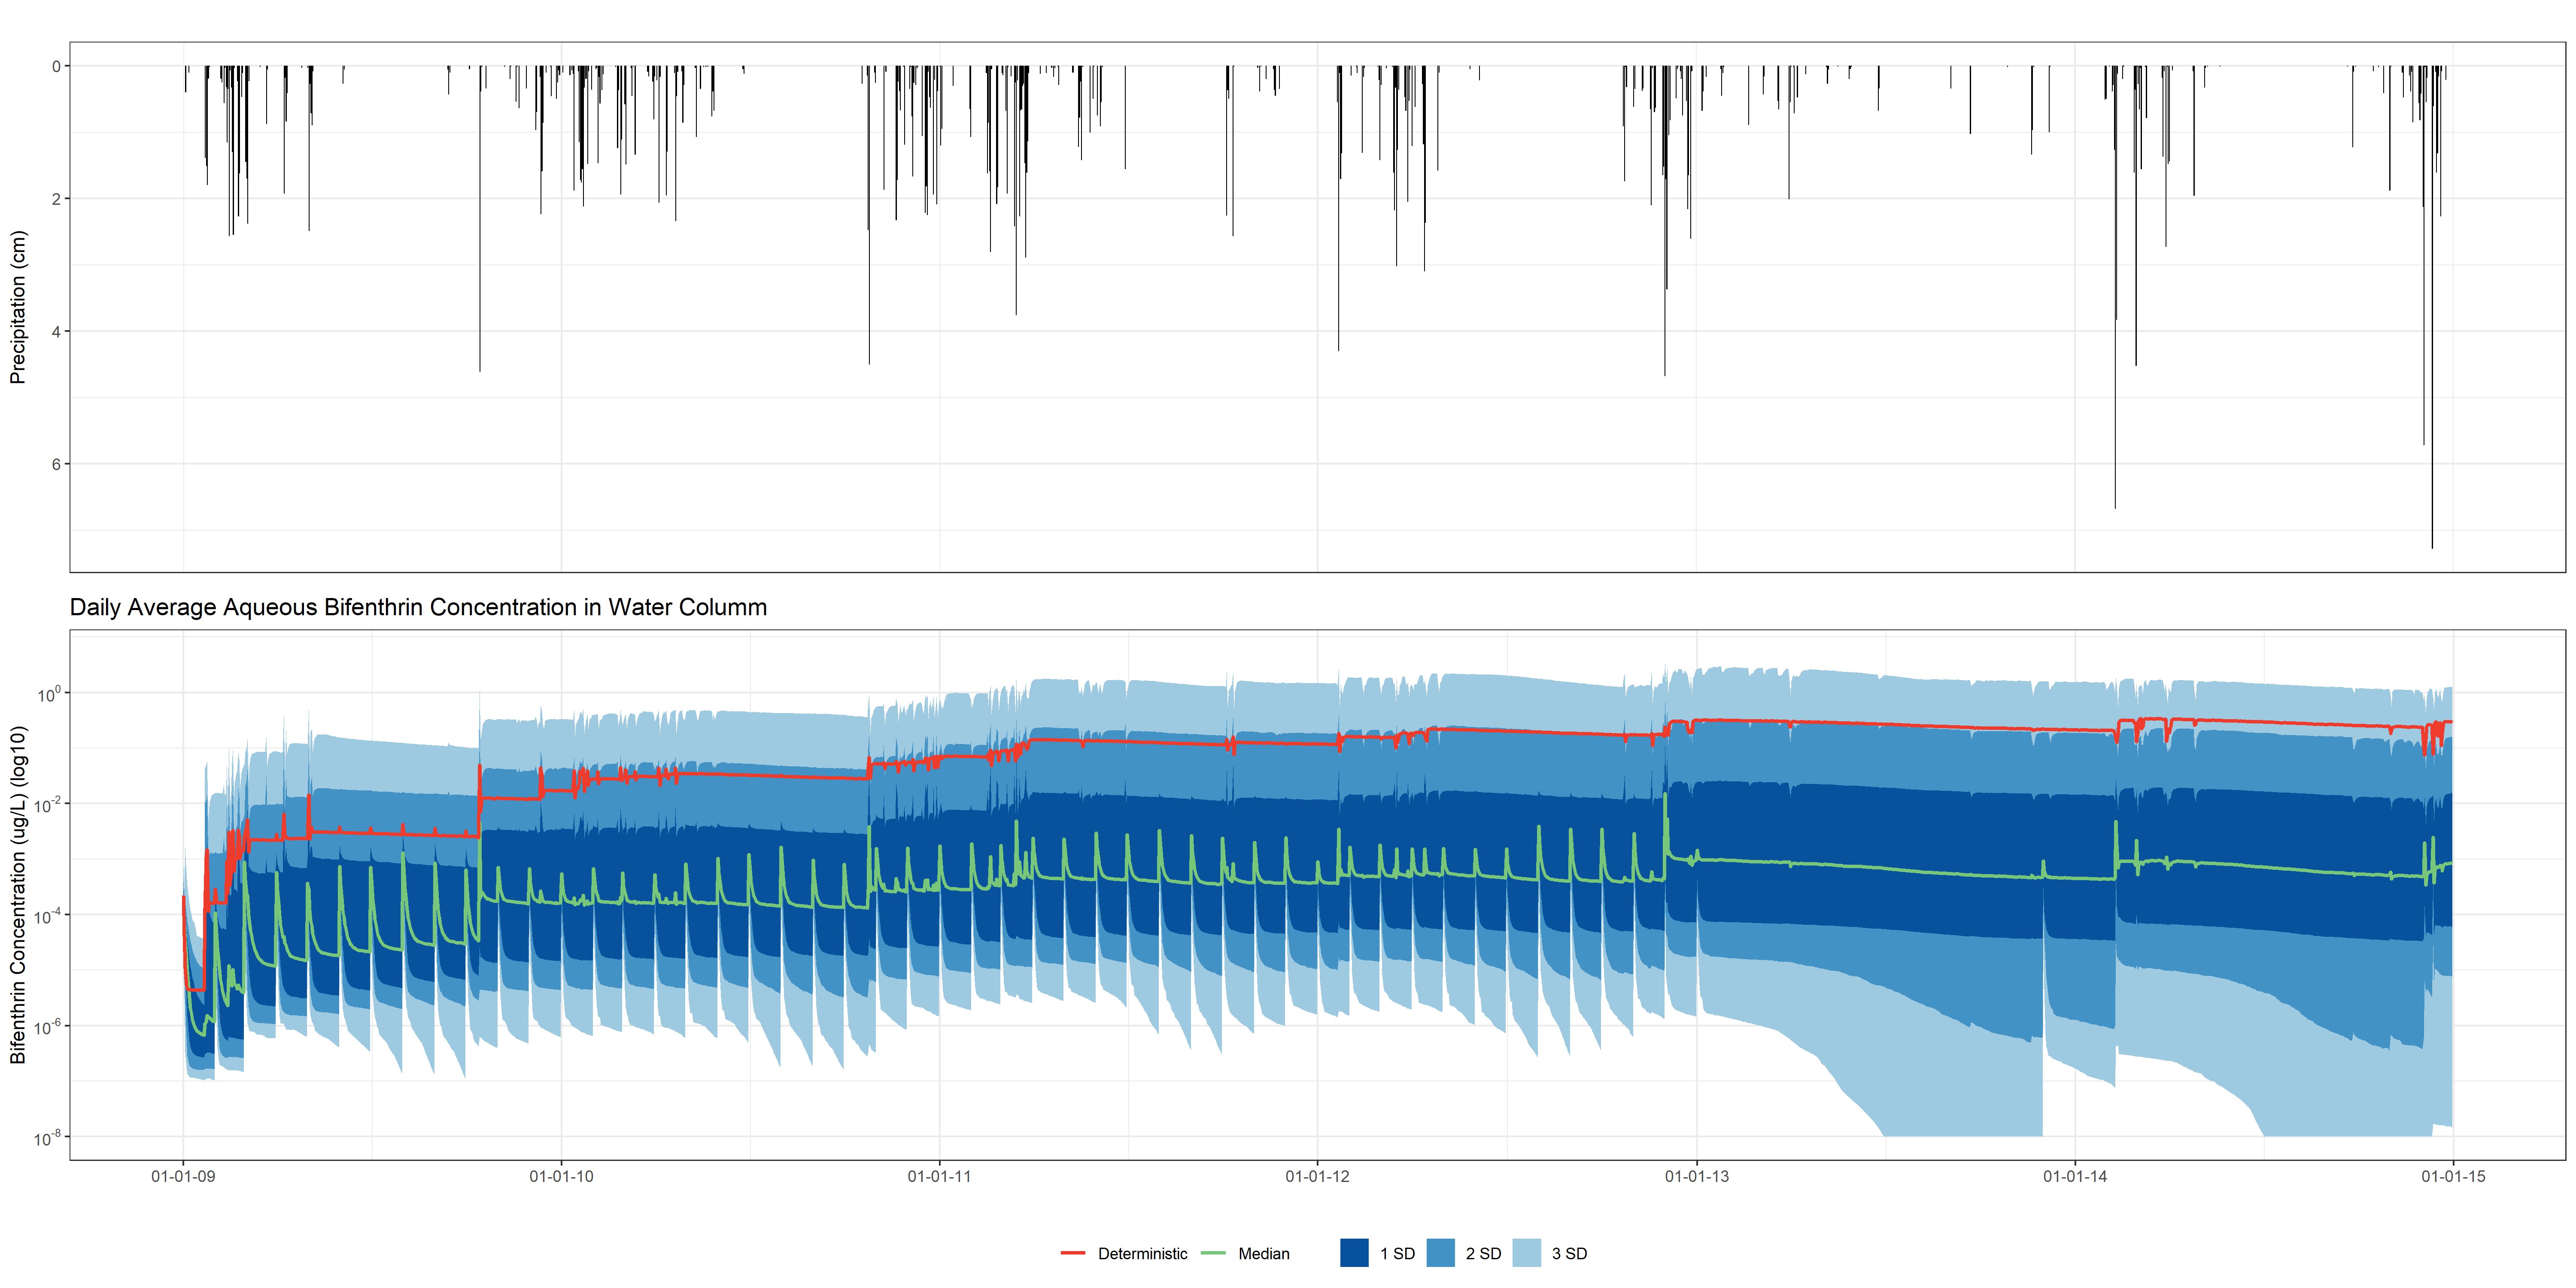 0
2
4
6
Precipitation (cm)
Daily Average Aqueous Bifenthrin Concentration in Water Columm
10^0
10^-2
10^-4
10^-6
10^-8
Bifenthrin Concentration (ug/L) (log10)
01-01-09 01-01-10 01-01-11 01-01-12 01-01-13 01-01-14 01-01-15
Deterministic Median 1 SD 2 SD 3 SD